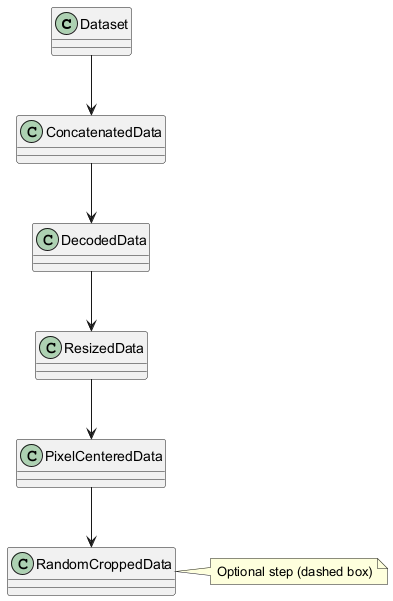 C Dataset
C ConcatenatedData
C DecodedData
C ResizedData
C PixelCenteredData
C RandomCroppedData
Optional step (dashed box)